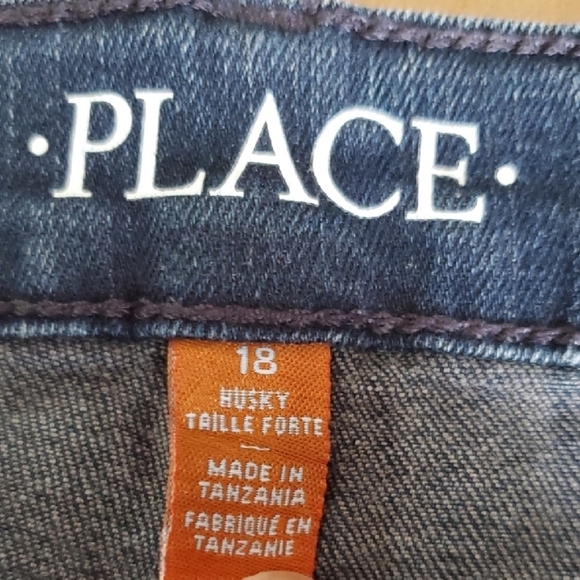 ·PLACE·
18
HUSKY
TAILLE FORTE
—
MADE IN
TANZANIA
FABRIQUÉ EN
TANZANIE